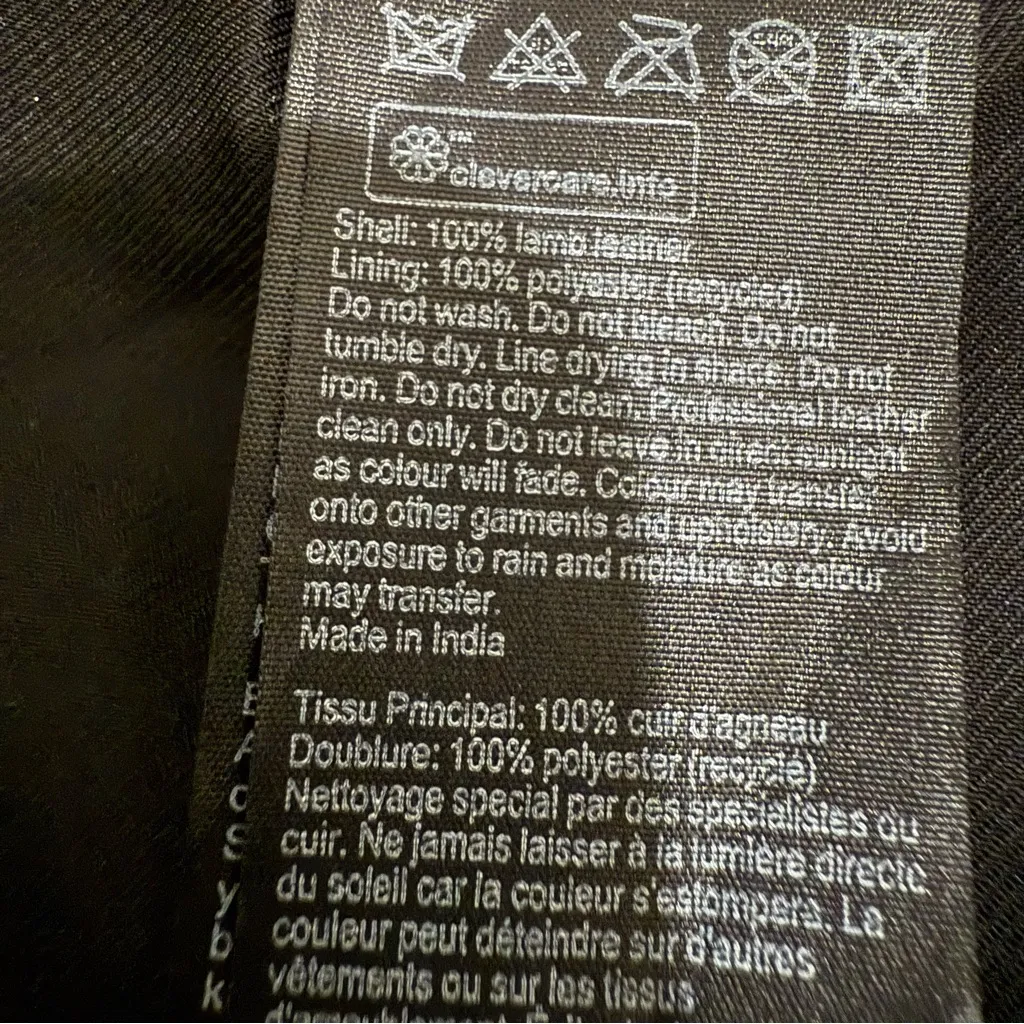 clevercare.info
Shell: 100% lamb leather
Lining: 100% polyester (recycled)
Do not wash. Do not bleach. Do not
tumble dry. Line drying in shade. Do not
iron. Do not dry clean. Professional leather
clean only. Do not leave in direct sunlight
as colour will fade. Colour may transfer
onto other garments and upholstery. Avoid
exposure to rain and moisture as colour
may transfer.
Made in India
Tissu Principal: 100% cuir d'agneau
Doublure: 100% polyester (recyclé)
Nettoyage spécial par des spécialistes du
cuir. Ne jamais laisser à la lumière directe
du soleil car la couleur s'estompera. La
couleur peut déteindre sur d'autres
vêtements ou sur les tissus